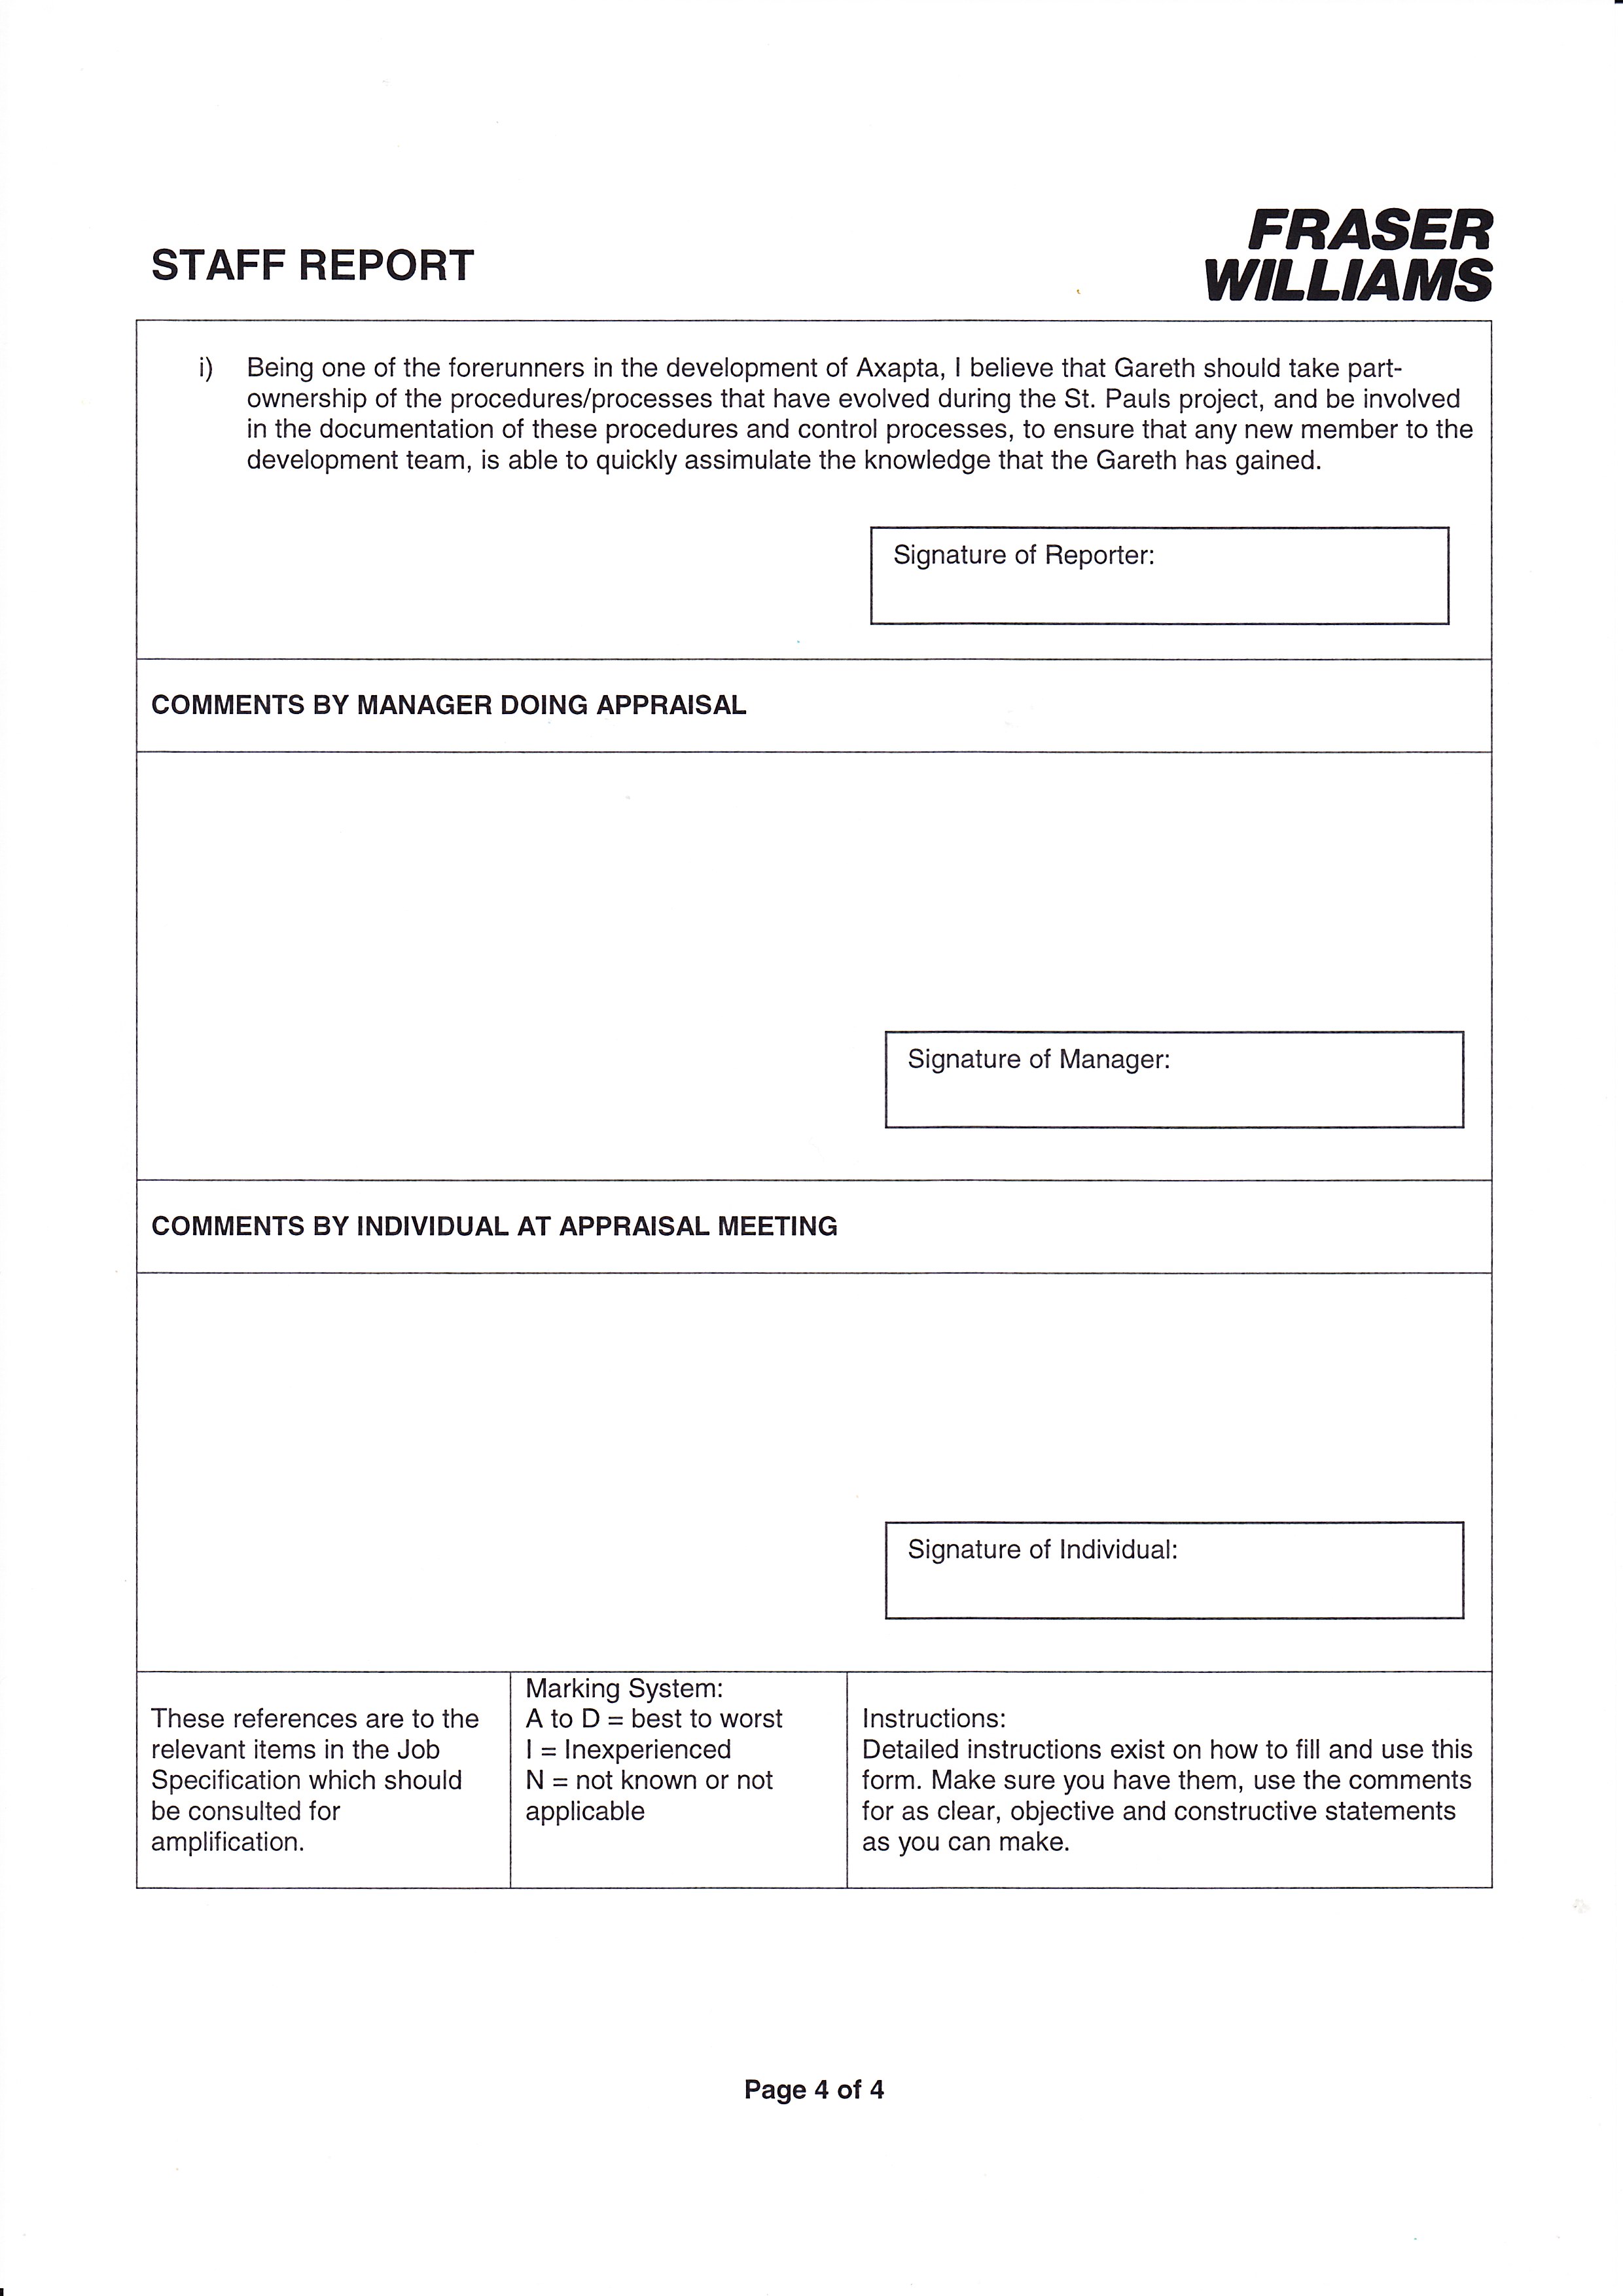 STAFF REPORT
FRASER
WILLIAMS
i) Being one of the forerunners in the development of Axapta, I believe that Gareth should take part-
ownership of the procedures/processes that have evolved during the St. Pauls project, and be involved
in the documentation of these procedures and control processes, to ensure that any new member to the
development team, is able to quickly assimulate the knowledge that the Gareth has gained.
Signature of Reporter:
COMMENTS BY MANAGER DOING APPRAISAL
Signature of Manager:
COMMENTS BY INDIVIDUAL AT APPRAISAL MEETING
Signature of Individual:
These references are to the
relevant items in the Job
Specification which should
be consulted for
amplification.
Marking System:
A to D = best to worst
I = Inexperienced
N = not known or not
applicable
Instructions:
Detailed instructions exist on how to fill and use this
form. Make sure you have them, use the comments
for as clear, objective and constructive statements
as you can make.
Page 4 of 4